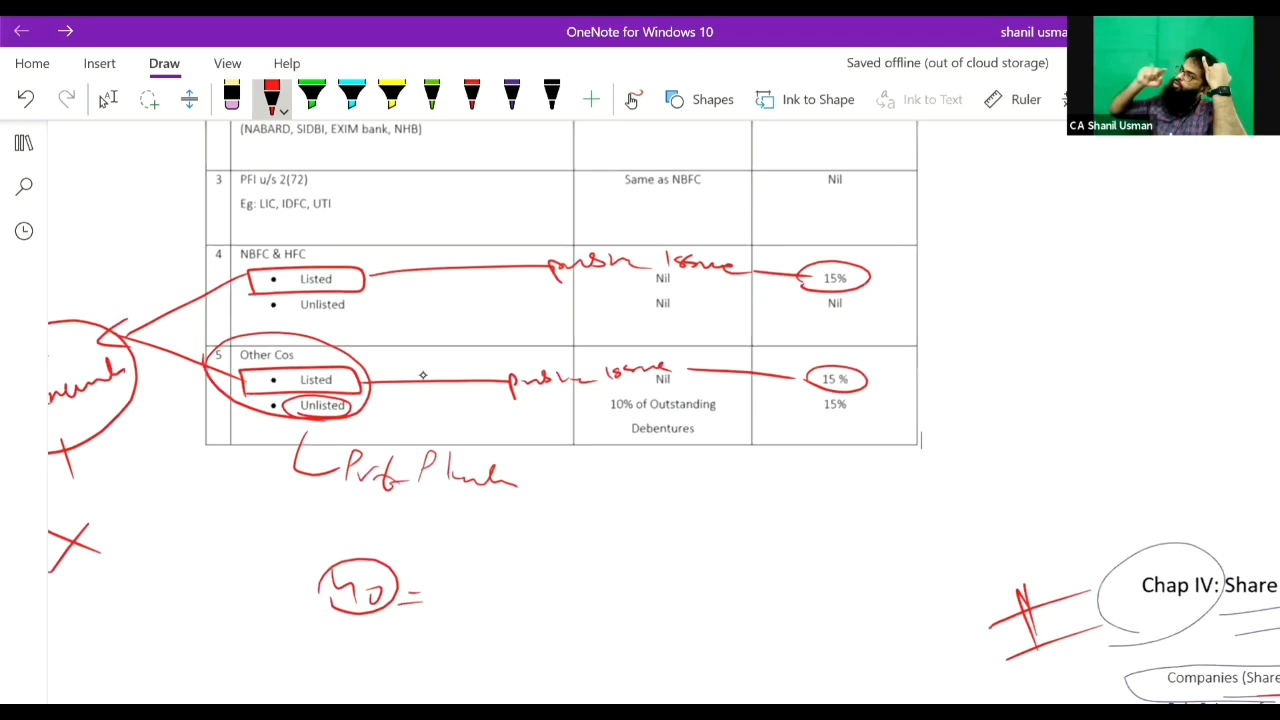 OneNote for Windows 10
shanil usma
Home Insert Draw View Help
Saved offline (out of cloud storage)
Shapes Ink to Shape Ink to Text Ruler
CA Shanil Usman
(NABARD, SIDBI, EXIM bank, NHB)
3 PFI u/s 2(72) Same as NBFC Nil
Eg: LIC, IDFC, UTI
4 NBFC & HFC
public Issue
• Listed Nil 15%
• Unlisted Nil Nil
5 Other Cos
public issue
• Listed Nil 15 %
• Unlisted 10% of Outstanding 15%
Debentures
Chap IV: Share
Companies (Share